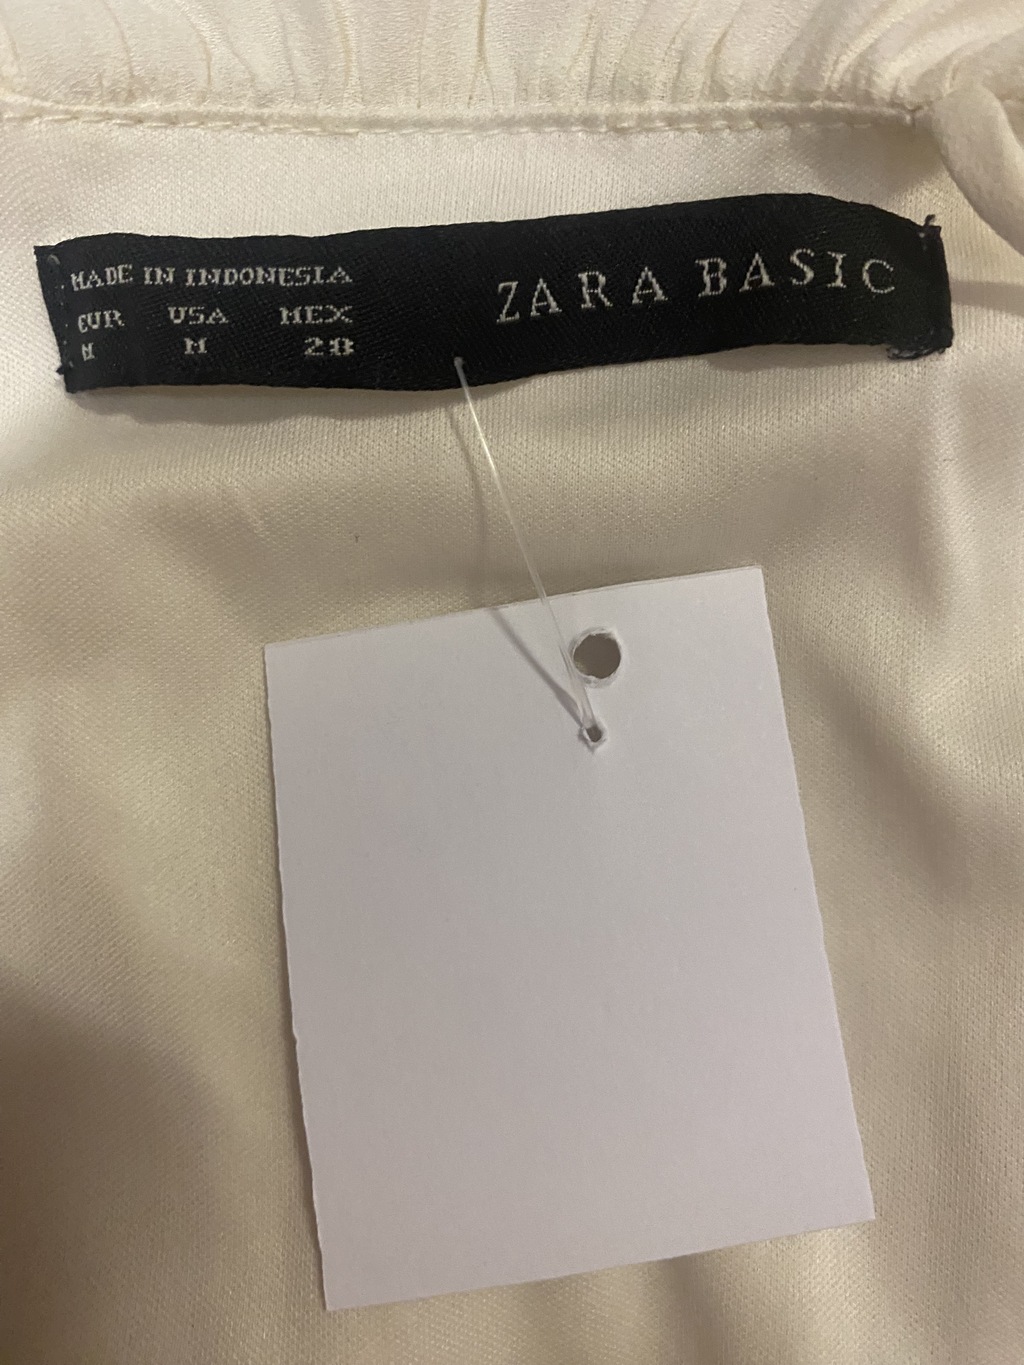 MADE IN INDONESIA
EUR USA MEX
M M 28
ZARA BASIC